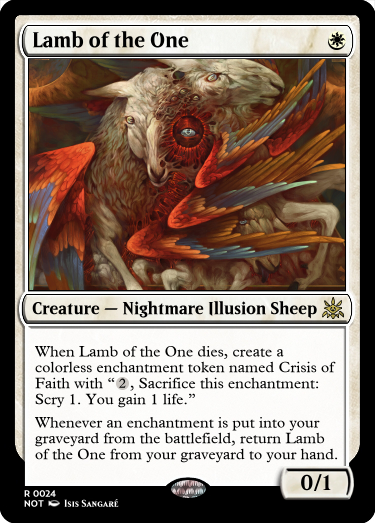 Lamb of the One
Creature — Nightmare Illusion Sheep
When Lamb of the One dies, create a
colorless enchantment token named Crisis of
Faith with “2, Sacrifice this enchantment:
Scry 1. You gain 1 life.”
Whenever an enchantment is put into your
graveyard from the battlefield, return Lamb
of the One from your graveyard to your hand.
0/1
R 0024
NOT Isis Sangaré